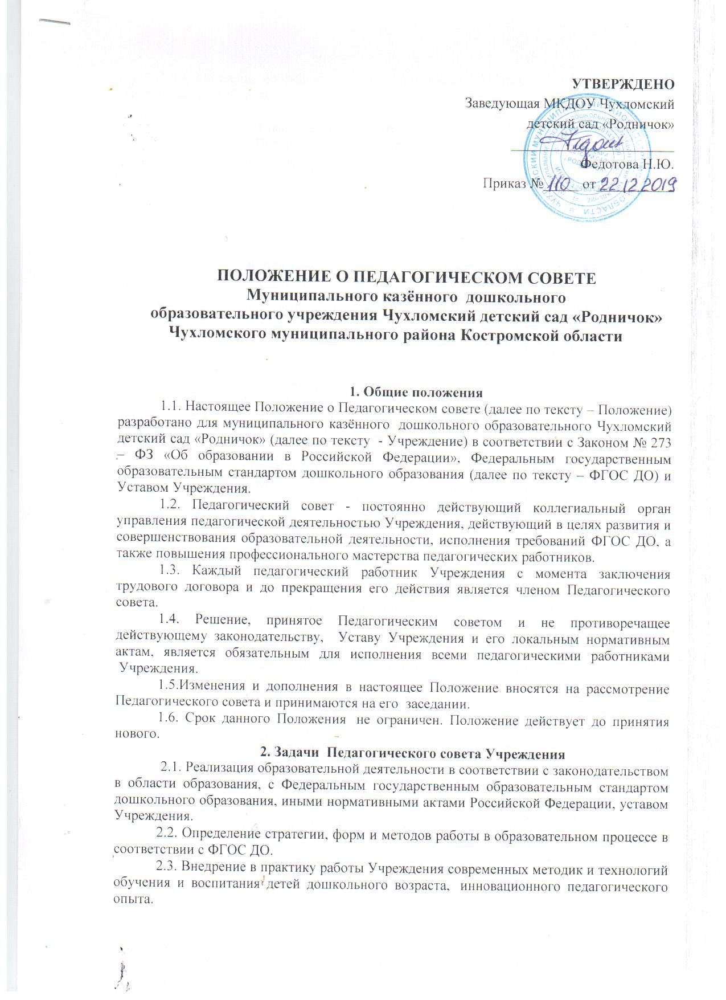 УТВЕРЖДЕНО
Заведующая МКДОУ Чухломский
детский сад «Родничок»
Федотова Н.Ю.
Приказ № 110 от 22.12.2019
ПОЛОЖЕНИЕ О ПЕДАГОГИЧЕСКОМ СОВЕТЕ
Муниципального казённого дошкольного
образовательного учреждения Чухломский детский сад «Родничок»
Чухломского муниципального района Костромской области
1. Общие положения
1.1. Настоящее Положение о Педагогическом совете (далее по тексту – Положение)
разработано для муниципального казённого дошкольного образовательного Чухломский
детский сад «Родничок» (далее по тексту - Учреждение) в соответствии с Законом № 273
– ФЗ «Об образовании в Российской Федерации», Федеральным государственным
образовательным стандартом дошкольного образования (далее по тексту – ФГОС ДО) и
Уставом Учреждения.
1.2. Педагогический совет - постоянно действующий коллегиальный орган
управления педагогической деятельностью Учреждения, действующий в целях развития и
совершенствования образовательной деятельности, исполнения требований ФГОС ДО, а
также повышения профессионального мастерства педагогических работников.
1.3. Каждый педагогический работник Учреждения с момента заключения
трудового договора и до прекращения его действия является членом Педагогического
совета.
1.4. Решение, принятое Педагогическим советом и не противоречащее
действующему законодательству, Уставу Учреждения и его локальным нормативным
актам, является обязательным для исполнения всеми педагогическими работниками
Учреждения.
1.5.Изменения и дополнения в настоящее Положение вносятся на рассмотрение
Педагогического совета и принимаются на его заседании.
1.6. Срок данного Положения не ограничен. Положение действует до принятия
нового.
2. Задачи Педагогического совета Учреждения
2.1. Реализация образовательной деятельности в соответствии с законодательством
в области образования, с Федеральным государственным образовательным стандартом
дошкольного образования, иными нормативными актами Российской Федерации, уставом
Учреждения.
2.2. Определение стратегии, форм и методов работы в образовательном процессе в
соответствии с ФГОС ДО.
2.3. Внедрение в практику работы Учреждения современных методик и технологий
обучения и воспитания детей дошкольного возраста, инновационного педагогического
опыта.